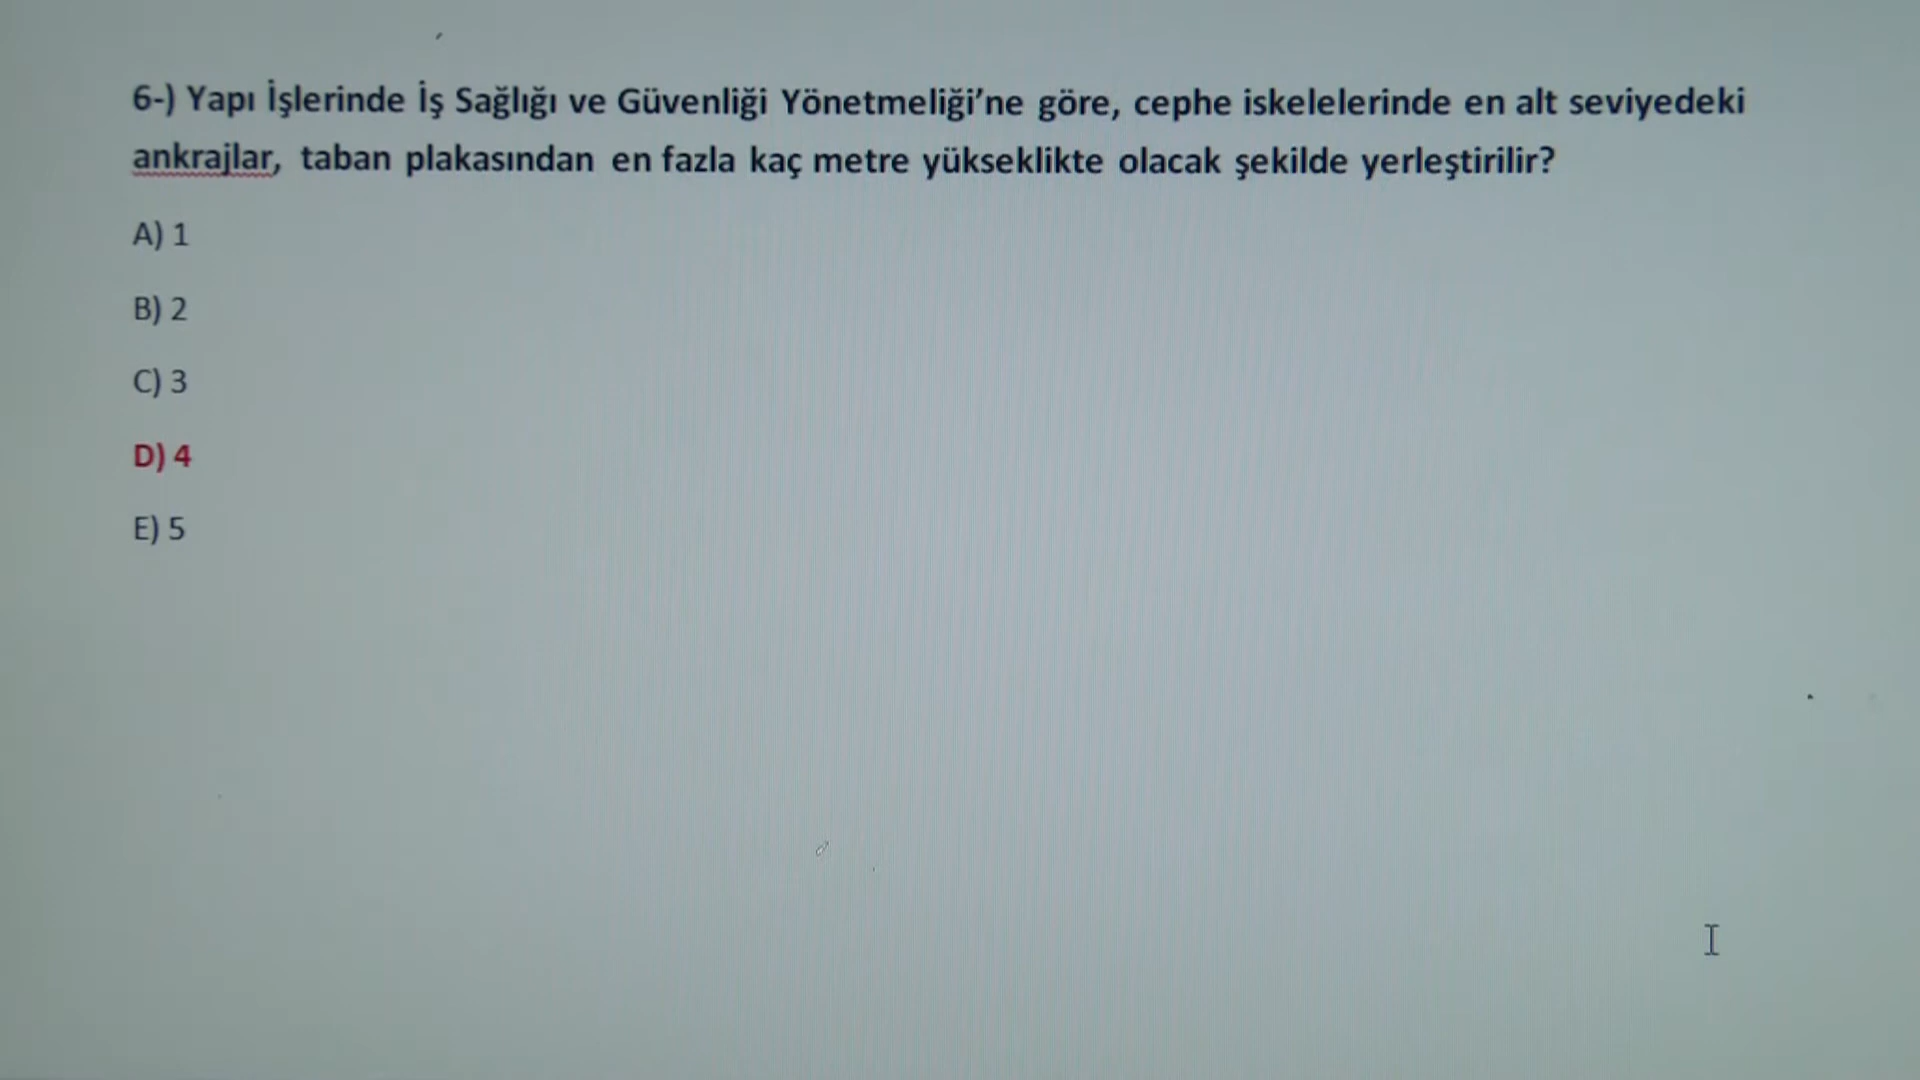 6-) Yapı İşlerinde İş Sağlığı ve Güvenliği Yönetmeliği’ne göre, cephe iskelelerinde en alt seviyedeki
ankrajlar, taban plakasından en fazla kaç metre yükseklikte olacak şekilde yerleştirilir?
A) 1
B) 2
C) 3
D) 4
E) 5